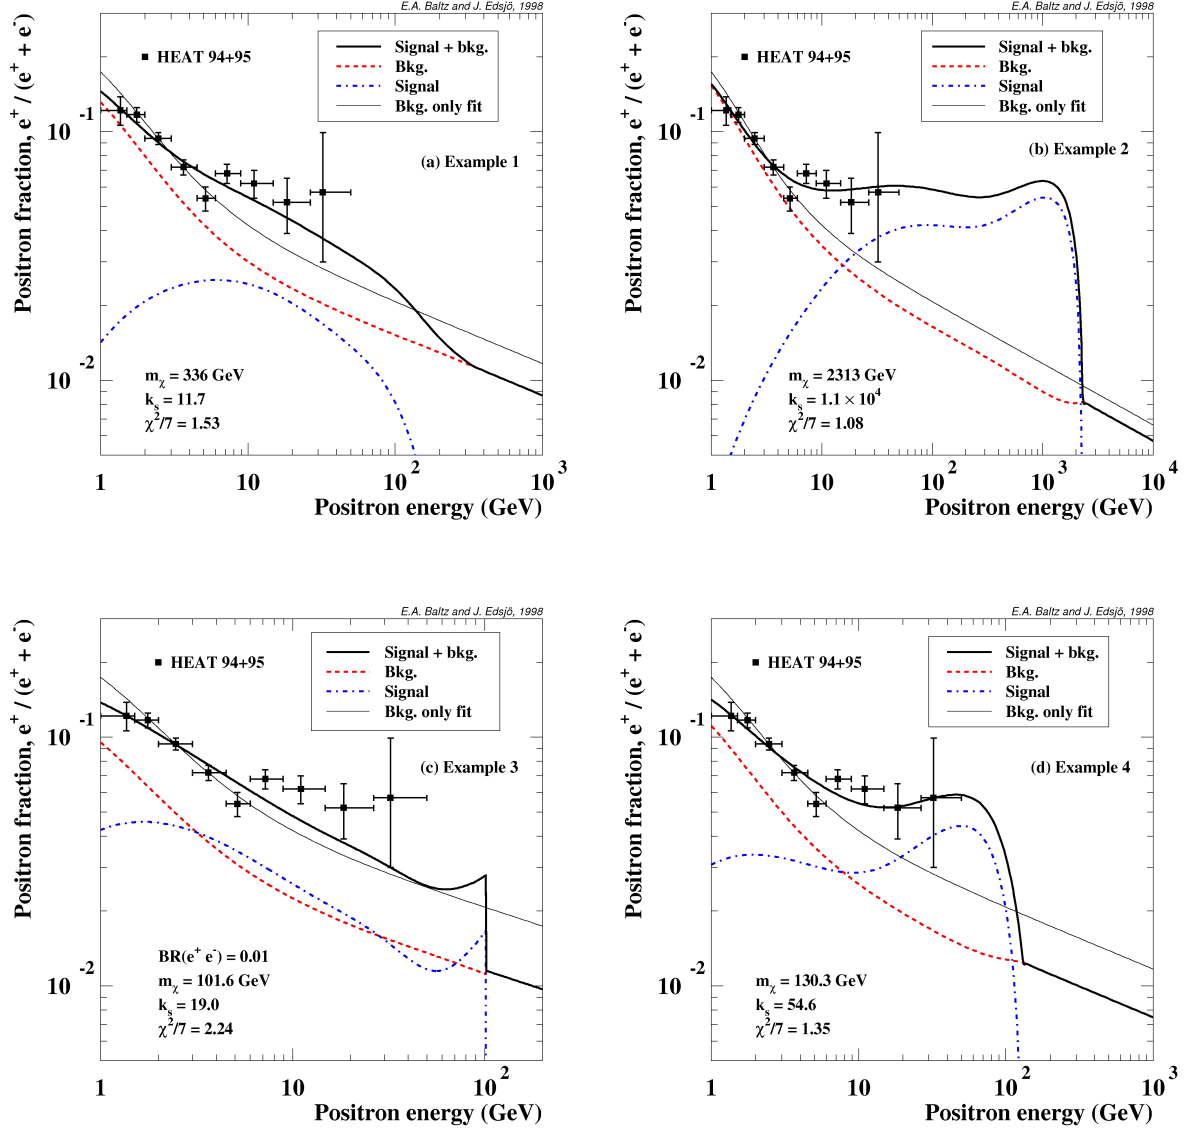 E.A. Baltz and J. Edsjö, 1998
HEAT 94+95
Signal + bkg.
Bkg.
Signal
Bkg. only fit
(a) Example 1
Positron fraction, e⁺ / (e⁺ + e⁻)
10⁻¹
10⁻²
mχ = 336 GeV
kₛ = 11.7
χ²/7 = 1.53
1 10 10² 10³
Positron energy (GeV)
E.A. Baltz and J. Edsjö, 1998
HEAT 94+95
Signal + bkg.
Bkg.
Signal
Bkg. only fit
(b) Example 2
Positron fraction, e⁺ / (e⁺ + e⁻)
10⁻¹
10⁻²
mχ = 2313 GeV
kₛ = 1.1 × 10⁴
χ²/7 = 1.08
1 10 10² 10³ 10⁴
Positron energy (GeV)
E.A. Baltz and J. Edsjö, 1998
HEAT 94+95
Signal + bkg.
Bkg.
Signal
Bkg. only fit
(c) Example 3
Positron fraction, e⁺ / (e⁺ + e⁻)
10⁻¹
10⁻²
BR(e⁺ e⁻) = 0.01
mχ = 101.6 GeV
kₛ = 19.0
χ²/7 = 2.24
1 10 10²
Positron energy (GeV)
E.A. Baltz and J. Edsjö, 1998
HEAT 94+95
Signal + bkg.
Bkg.
Signal
Bkg. only fit
(d) Example 4
Positron fraction, e⁺ / (e⁺ + e⁻)
10⁻¹
10⁻²
mχ = 130.3 GeV
kₛ = 54.6
χ²/7 = 1.35
1 10 10² 10³
Positron energy (GeV)